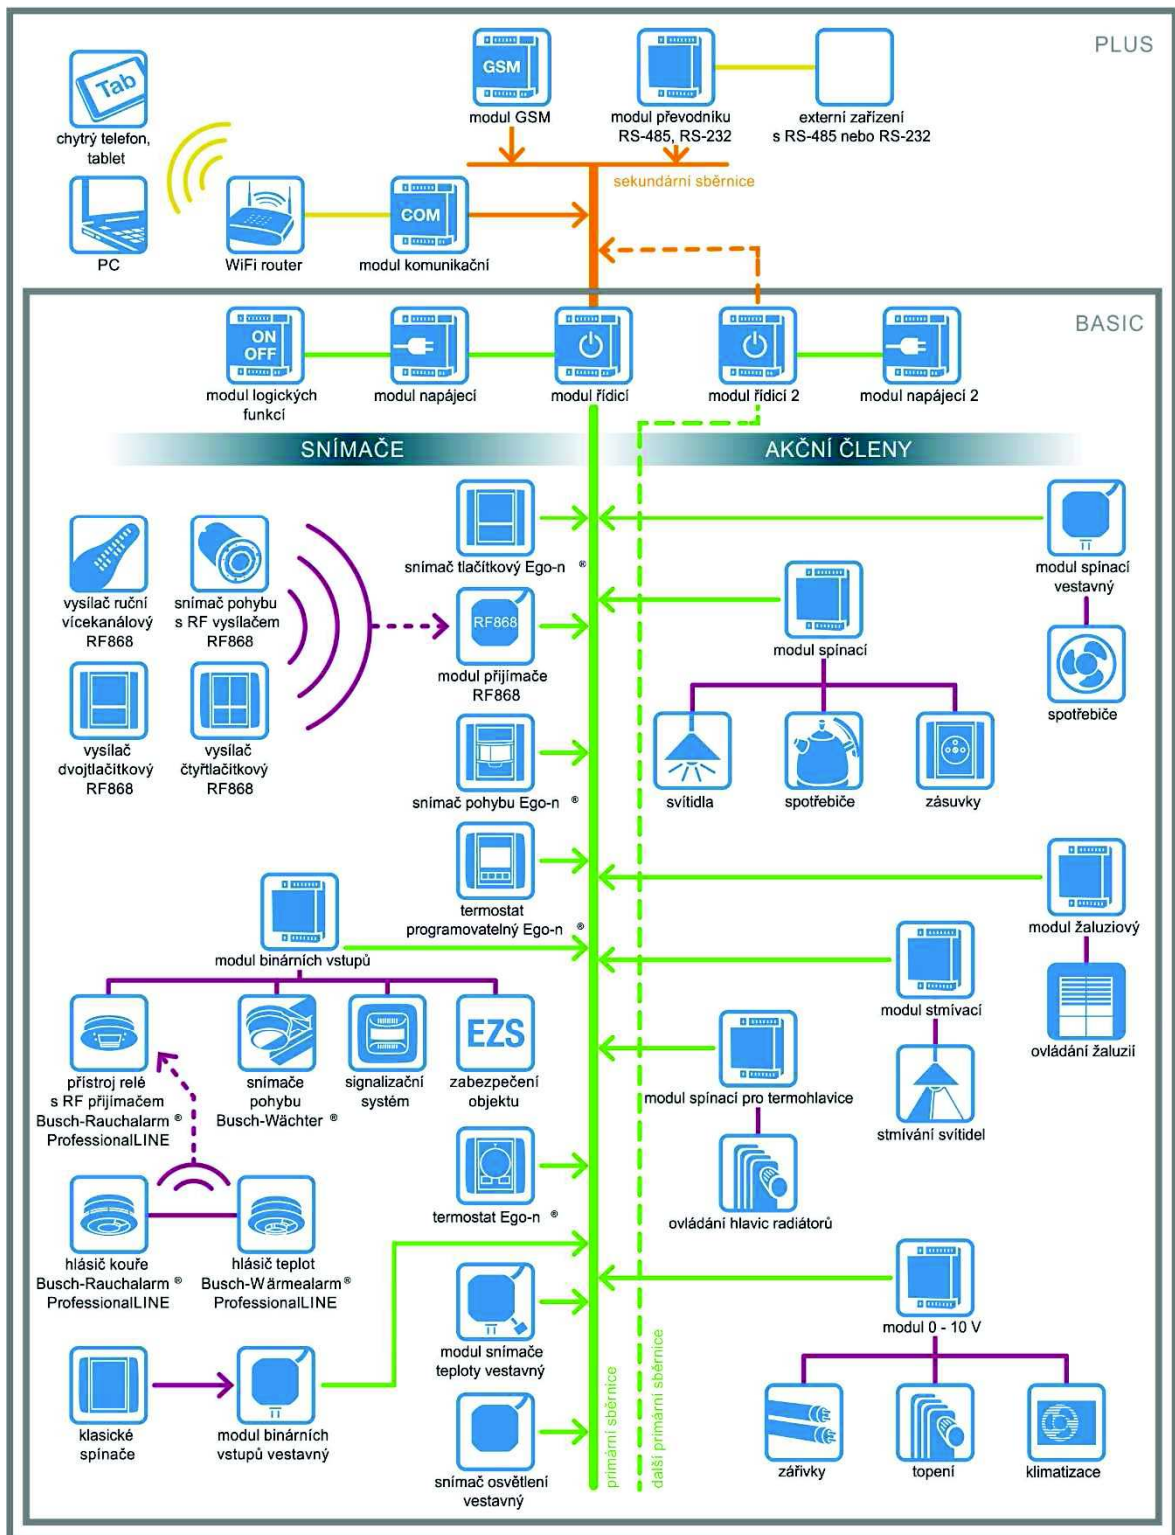 PLUS
Tab
chytrý telefon,
tablet
PC
WiFi router
COM
modul komunikační
GSM
modul GSM
modul převodníku
RS-485, RS-232
externí zařízení
s RS-485 nebo RS-232
sekundární sběrnice
BASIC
ON
OFF
modul logických
funkcí
modul napájecí
modul řídicí
modul řídicí 2
modul napájecí 2
SNÍMAČE
AKČNÍ ČLENY
vysílač ruční
vícekanálový
RF868
snímač pohybu
s RF vysílačem
RF868
vysílač
dvojtlačítkový
RF868
vysílač
čtyřtlačítkový
RF868
snímač tlačítkový Ego-n ®
RF868
modul přijímače
RF868
snímač pohybu Ego-n ®
termostat
programovatelný Ego-n ®
modul binárních vstupů
přístroj relé
s RF přijímačem
Busch-Rauchalarm ®
ProfessionalLINE
snímače
pohybu
Busch-Wächter ®
signalizační
systém
EZS
zabezpečení
objektu
hlásič kouře
Busch-Rauchalarm ®
ProfessionalLINE
hlásič teplot
Busch-Wärmealarm ®
ProfessionalLINE
termostat Ego-n ®
modul snímače
teploty vestavný
klasické
spínače
modul binárních
vstupů vestavný
snímač osvětlení
vestavný
primární sběrnice
další primární sběrnice
modul spínací
vestavný
spotřebiče
modul spínací
svítidla
spotřebiče
zásuvky
modul žaluziový
ovládání žaluzií
modul stmívací
stmívání svítidel
modul spínací pro termohlavice
ovládání hlavic radiátorů
modul 0 - 10 V
zářivky
topení
klimatizace